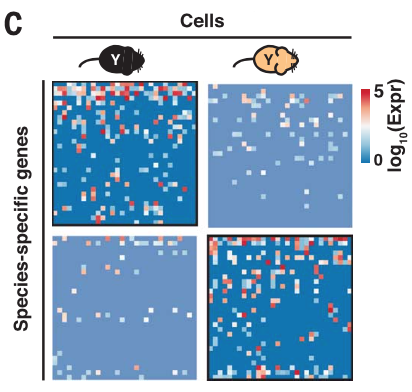 C
Cells
Y
Y
Species-specific genes
5
0
log10(Expr)